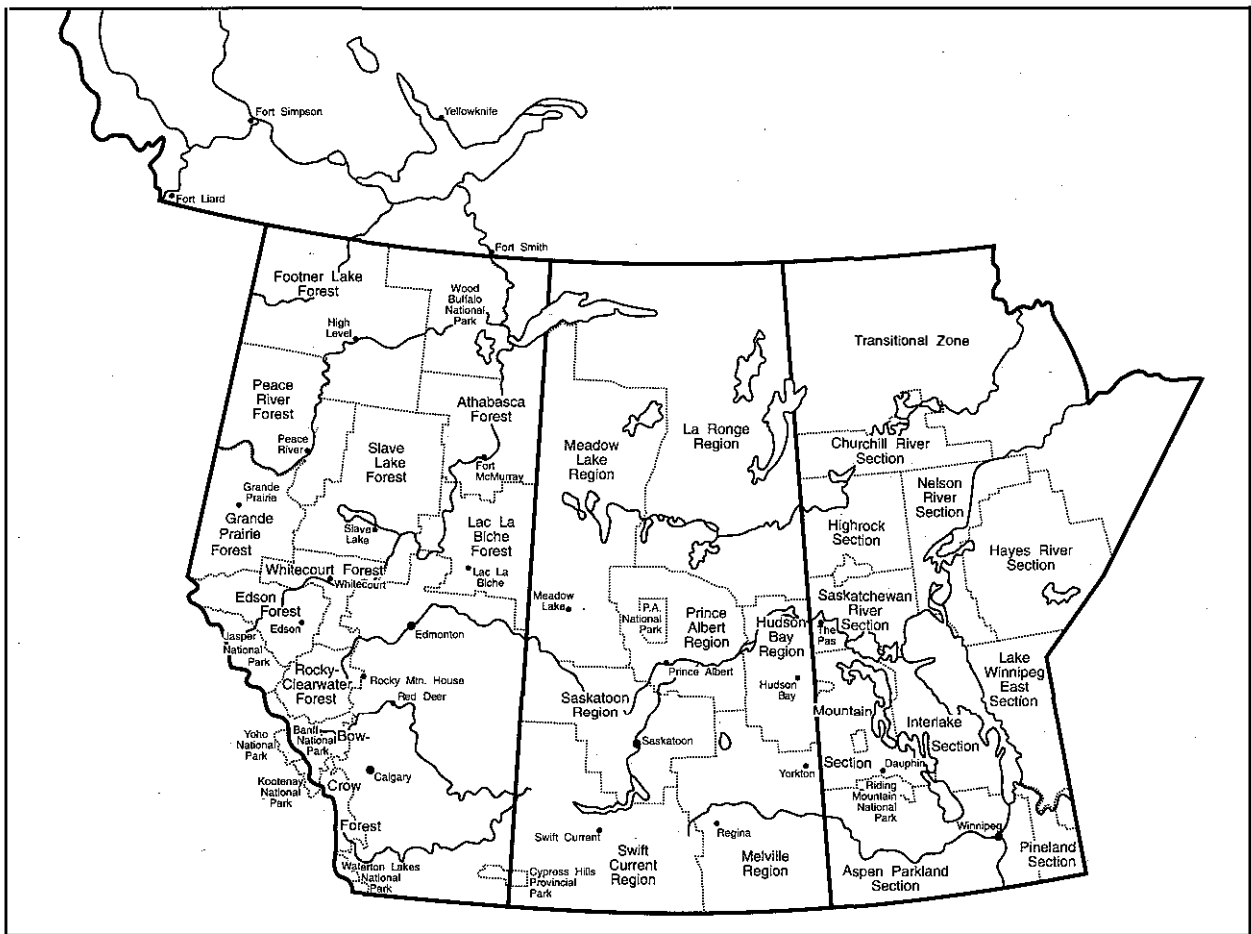 Fort Simpson
Yellowknife
Fort Liard
Fort Smith
Footner Lake
Forest
Wood
Buffalo
National
Park
High
Level
Transitional Zone
Peace
River
Forest
Athabasca
Forest
Peace
River
Slave
Lake
Forest
Fort
McMurray
Meadow
Lake
Region
La Ronge
Region
Churchill River
Section
Nelson
River
Section
Grande
Prairie
Grande
Prairie
Forest
Slave
Lake
Lac La
Biche
Forest
Lac La
Biche
Highrock
Section
Hayes River
Section
Whitecourt Forest
Whitecourt
Edson
Forest
Edson
Jasper
National
Park
Edmonton
Meadow
Lake
P.A.
National
Park
Prince
Albert
Region
Prince Albert
Hudson
Bay
Region
Hudson
Bay
Saskatchewan
River
Section
The
Pas
Lake
Winnipeg
East
Section
Rocky-
Clearwater
Forest
Rocky Mtn. House
Red Deer
Saskatoon
Region
Saskatoon
Mountain
Section
Interlake
Section
Yoho
National
Park
Banff
National
Park
Bow-
Crow
Forest
Calgary
Kootenay
National
Park
Yorkton
Dauphin
Riding
Mountain
National
Park
Winnipeg
Swift Current
Regina
Swift
Current
Region
Melville
Region
Aspen Parkland
Section
Pineland
Section
Waterton Lakes
National
Park
Cypress Hills
Provincial
Park